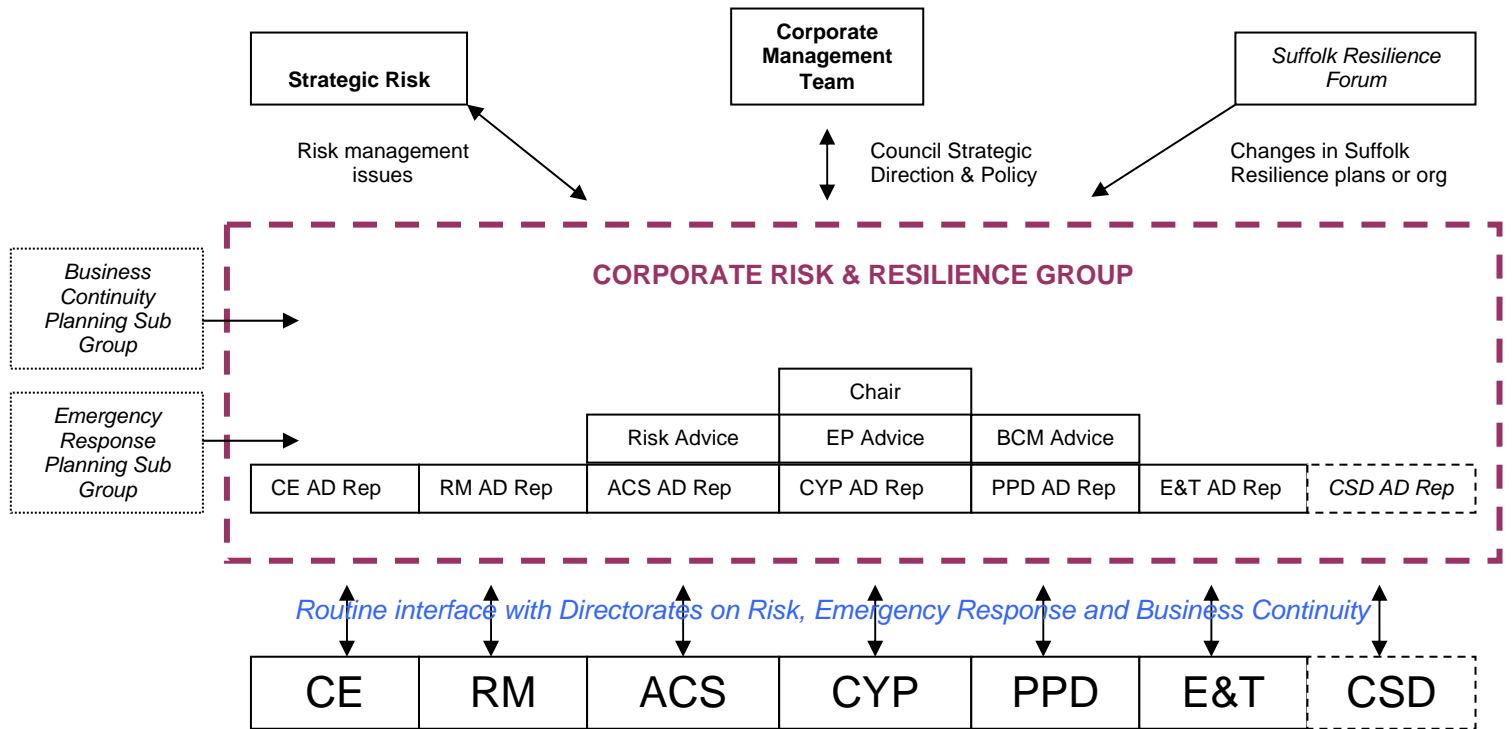 Strategic Risk
Corporate
Management
Team
Suffolk Resilience
Forum
Risk management
issues
Council Strategic
Direction & Policy
Changes in Suffolk
Resilience plans or org
Business
Continuity
Planning Sub
Group
CORPORATE RISK & RESILIENCE GROUP
Emergency
Response
Planning Sub
Group
Chair
Risk Advice
EP Advice
BCM Advice
CE AD Rep
RM AD Rep
ACS AD Rep
CYP AD Rep
PPD AD Rep
E&T AD Rep
CSD AD Rep
Routine interface with Directorates on Risk, Emergency Response and Business Continuity
CE
RM
ACS
CYP
PPD
E&T
CSD